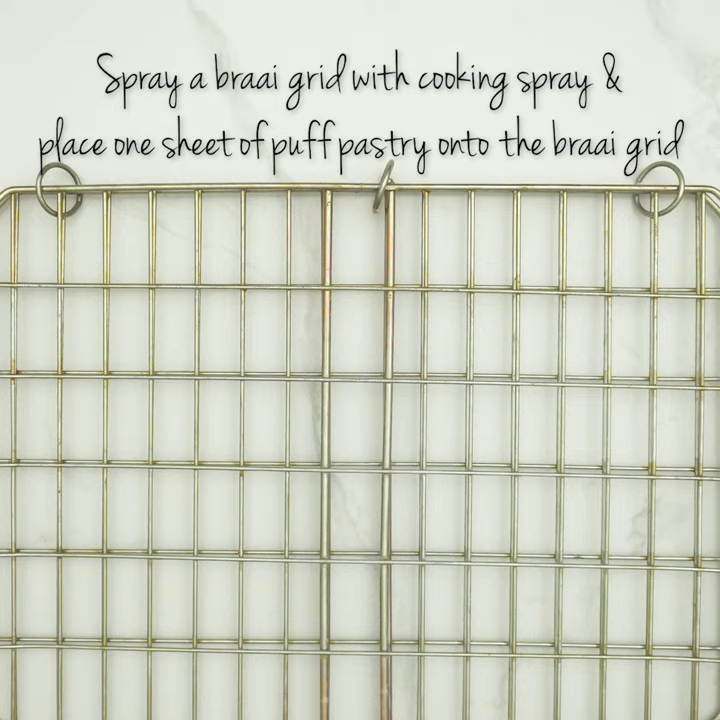 Spray a braai grid with cooking spray &
place one sheet of puff pastry onto the braai grid